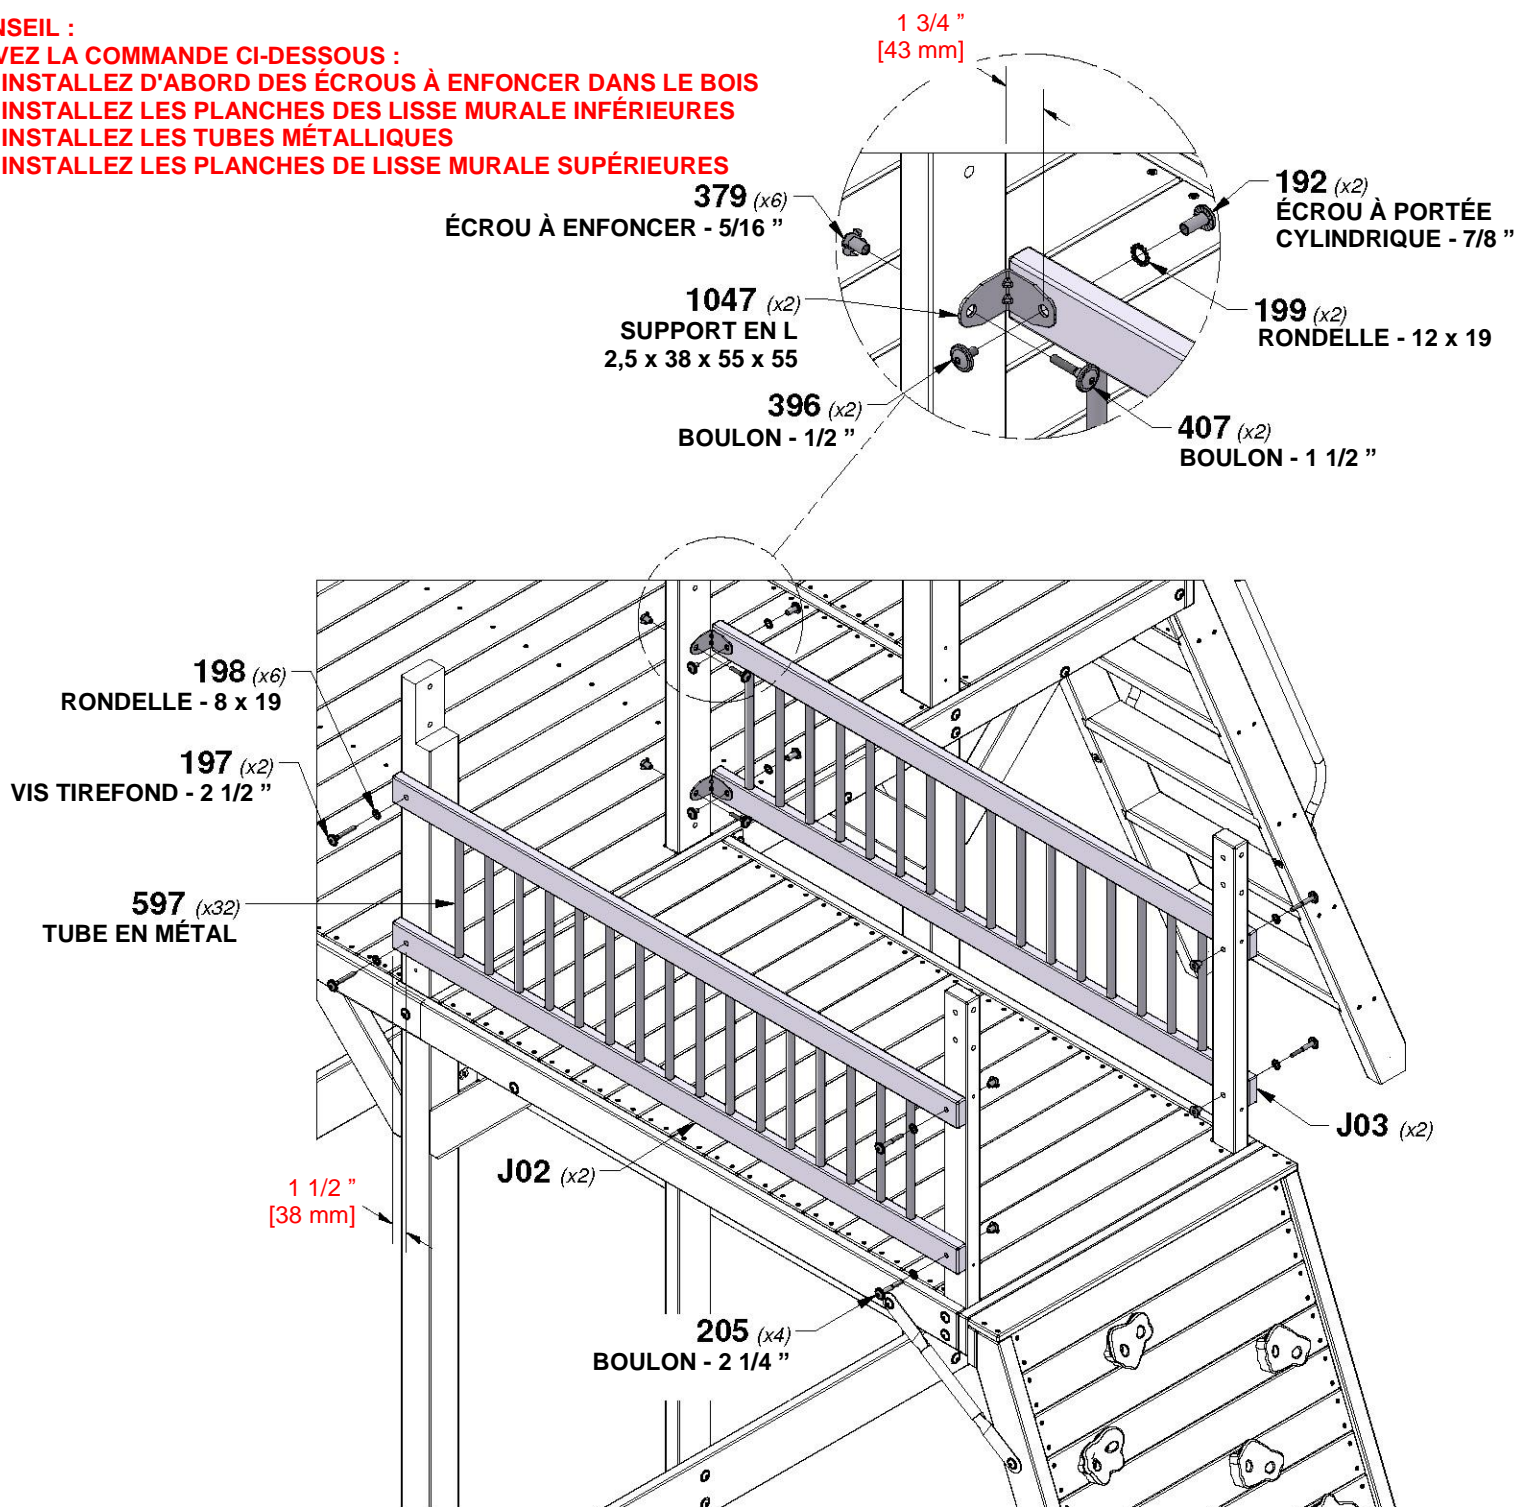 NSEIL :
VEZ LA COMMANDE CI-DESSOUS :
INSTALLEZ D'ABORD DES ÉCROUS À ENFONCER DANS LE BOIS
INSTALLEZ LES PLANCHES DES LISSE MURALE INFÉRIEURES
INSTALLEZ LES TUBES MÉTALLIQUES
INSTALLEZ LES PLANCHES DE LISSE MURALE SUPÉRIEURES
1 3/4 ”
[43 mm]
379 (x6)
ÉCROU À ENFONCER - 5/16 ”
192 (x2)
ÉCROU À PORTÉE
CYLINDRIQUE - 7/8 ”
1047 (x2)
SUPPORT EN L
2,5 x 38 x 55 x 55
199 (x2)
RONDELLE - 12 x 19
396 (x2)
BOULON - 1/2 ”
407 (x2)
BOULON - 1 1/2 ”
198 (x6)
RONDELLE - 8 x 19
197 (x2)
VIS TIREFOND - 2 1/2 ”
597 (x32)
TUBE EN MÉTAL
J03 (x2)
J02 (x2)
1 1/2 ”
[38 mm]
205 (x4)
BOULON - 2 1/4 ”